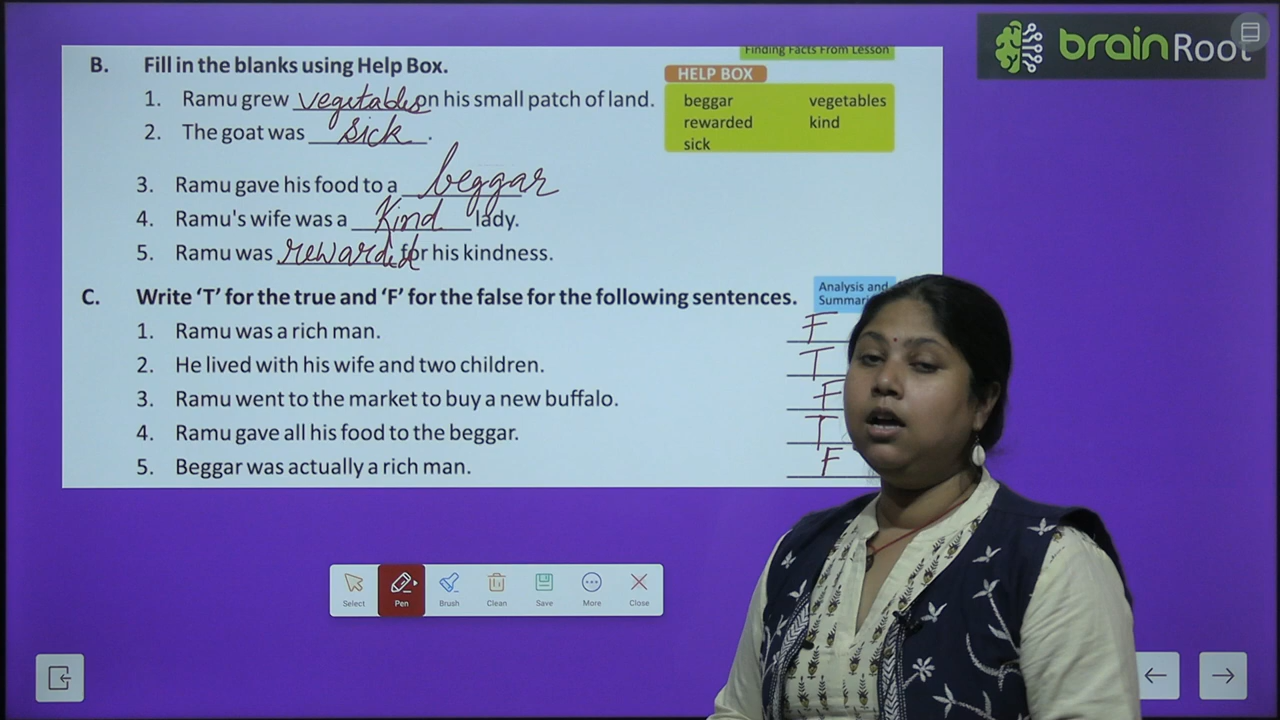 brainRoot
Finding Facts From Lesson
B. Fill in the blanks using Help Box.
HELP BOX
beggar vegetables
rewarded kind
sick
1. Ramu grew vegetables on his small patch of land.
2. The goat was sick.
3. Ramu gave his food to a beggar
4. Ramu's wife was a Kind lady.
5. Ramu was rewarded for his kindness.
C. Write ‘T’ for the true and ‘F’ for the false for the following sentences.
Analysis and
1. Ramu was a rich man. F
2. He lived with his wife and two children. T
3. Ramu went to the market to buy a new buffalo. F
4. Ramu gave all his food to the beggar. T
5. Beggar was actually a rich man. F
Select Pen Brush Clean Save More Close